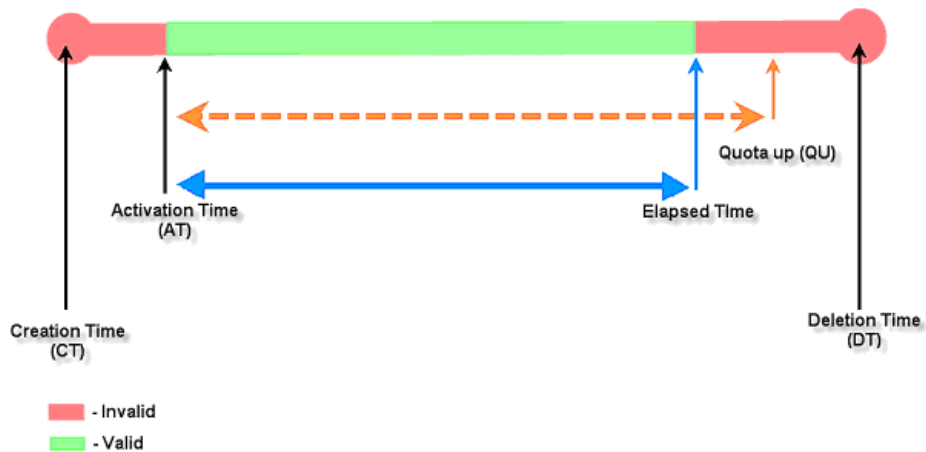 Quota up (QU)
Activation Time
(AT)
Elapsed TIme
Creation Time
(CT)
Deletion Time
(DT)
- Invalid
- Valid